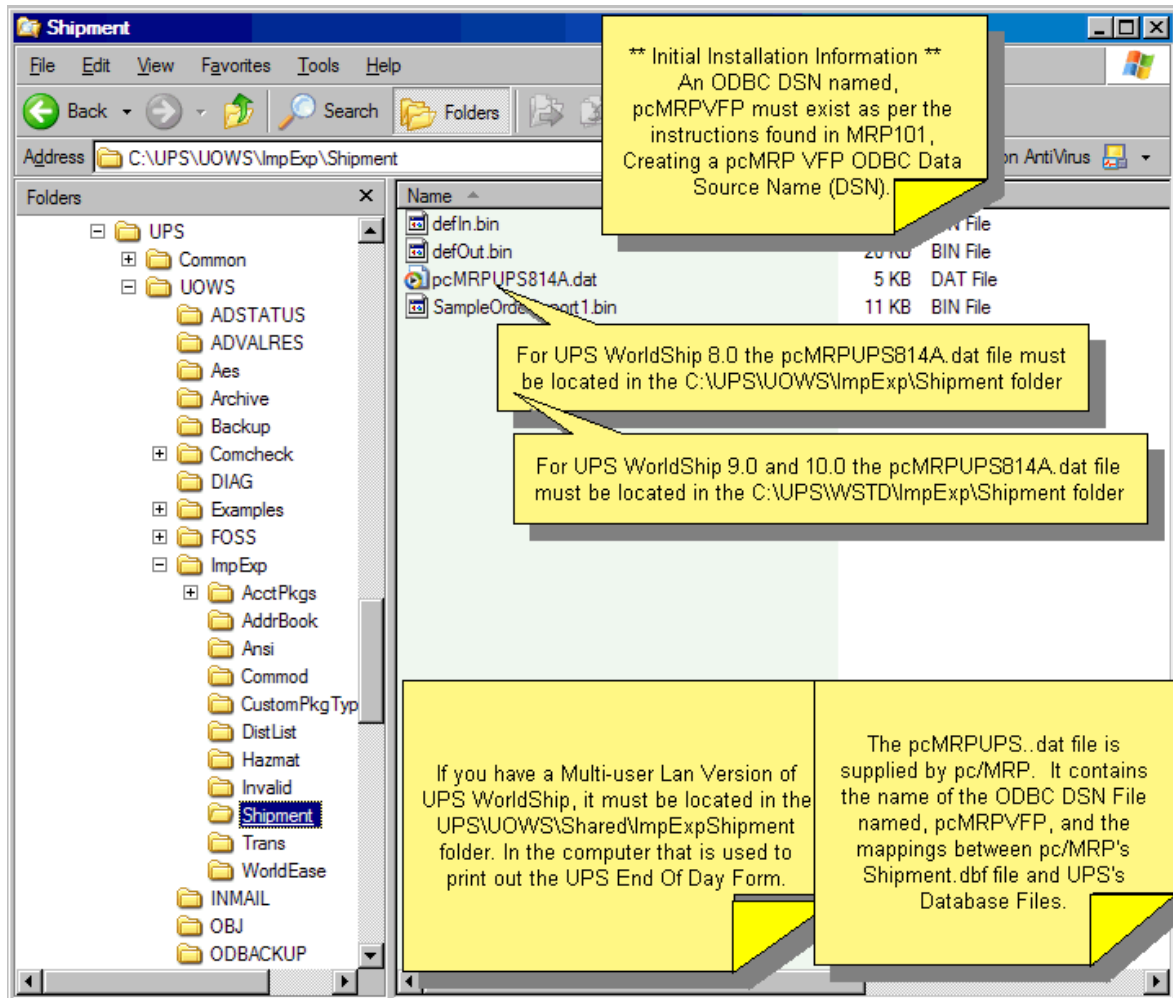 Shipment
File Edit View Favorites Tools Help
Back Search Folders
Address C:\UPS\UOWS\ImpExp\Shipment
on AntiVirus
** Initial Installation Information **
An ODBC DSN named,
pcMRPVFP must exist as per the
instructions found in MRP101,
Creating a pcMRP VFP ODBC Data
Source Name (DSN).
Folders
UPS
Common
UOWS
ADSTATUS
ADVALRES
Aes
Archive
Backup
Comcheck
DIAG
Examples
FOSS
ImpExp
AcctPkgs
AddrBook
Ansi
Commod
CustomPkgTyp
DistList
Hazmat
Invalid
Shipment
Trans
WorldEase
INMAIL
OBJ
ODBACKUP
Name
defIn.bin File
defOut.bin 20 KB BIN File
pcMRPUPS814A.dat 5 KB DAT File
SampleOrde port1.bin 11 KB BIN File
For UPS WorldShip 8.0 the pcMRPUPS814A.dat file must
be located in the C:\UPS\UOWS\ImpExp\Shipment folder
For UPS WorldShip 9.0 and 10.0 the pcMRPUPS814A.dat file
must be located in the C:\UPS\WSTD\ImpExp\Shipment folder
If you have a Multi-user Lan Version of
UPS WorldShip, it must be located in the
UPS\UOWS\Shared\ImpExpShipment
folder. In the computer that is used to
print out the UPS End Of Day Form.
The pcMRPUPS..dat file is
supplied by pc/MRP. It contains
the name of the ODBC DSN File
named, pcMRPVFP, and the
mappings between pc/MRP's
Shipment.dbf file and UPS's
Database Files.